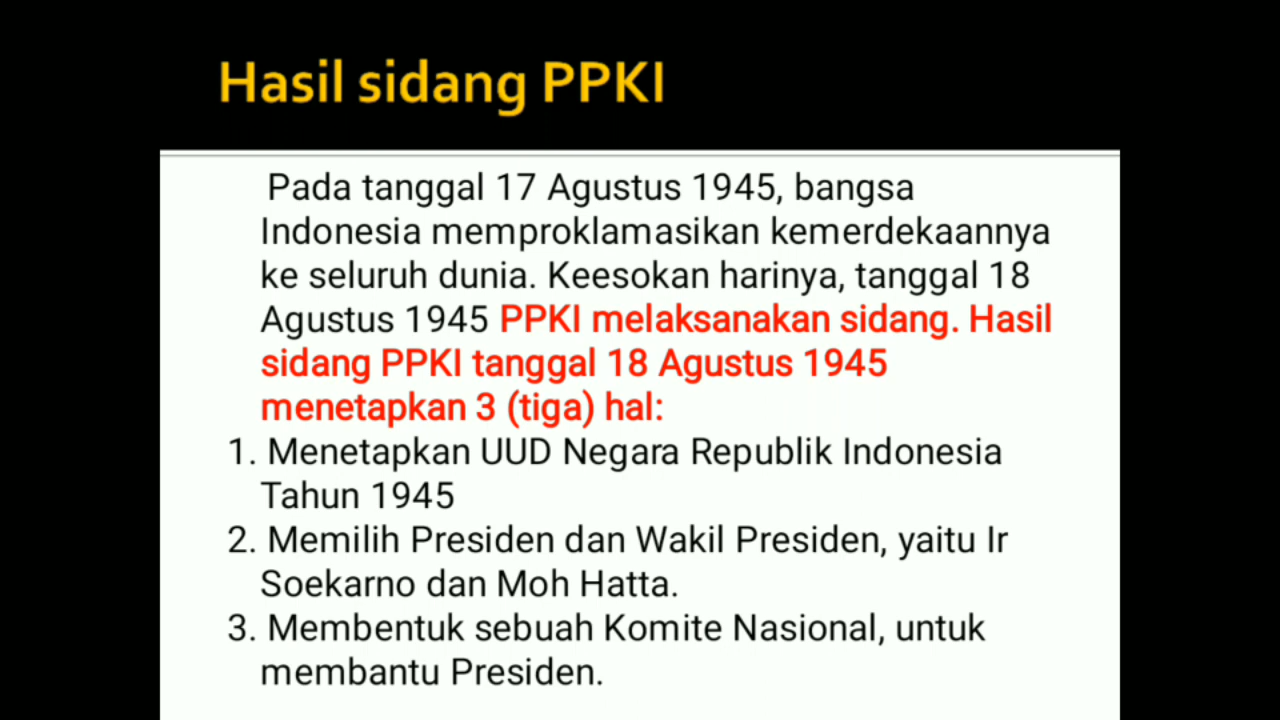 Hasil sidang PPKI
Pada tanggal 17 Agustus 1945, bangsa
Indonesia memproklamasikan kemerdekaannya
ke seluruh dunia. Keesokan harinya, tanggal 18
Agustus 1945 PPKI melaksanakan sidang. Hasil
sidang PPKI tanggal 18 Agustus 1945
menetapkan 3 (tiga) hal:
1. Menetapkan UUD Negara Republik Indonesia
Tahun 1945
2. Memilih Presiden dan Wakil Presiden, yaitu Ir
Soekarno dan Moh Hatta.
3. Membentuk sebuah Komite Nasional, untuk
membantu Presiden.